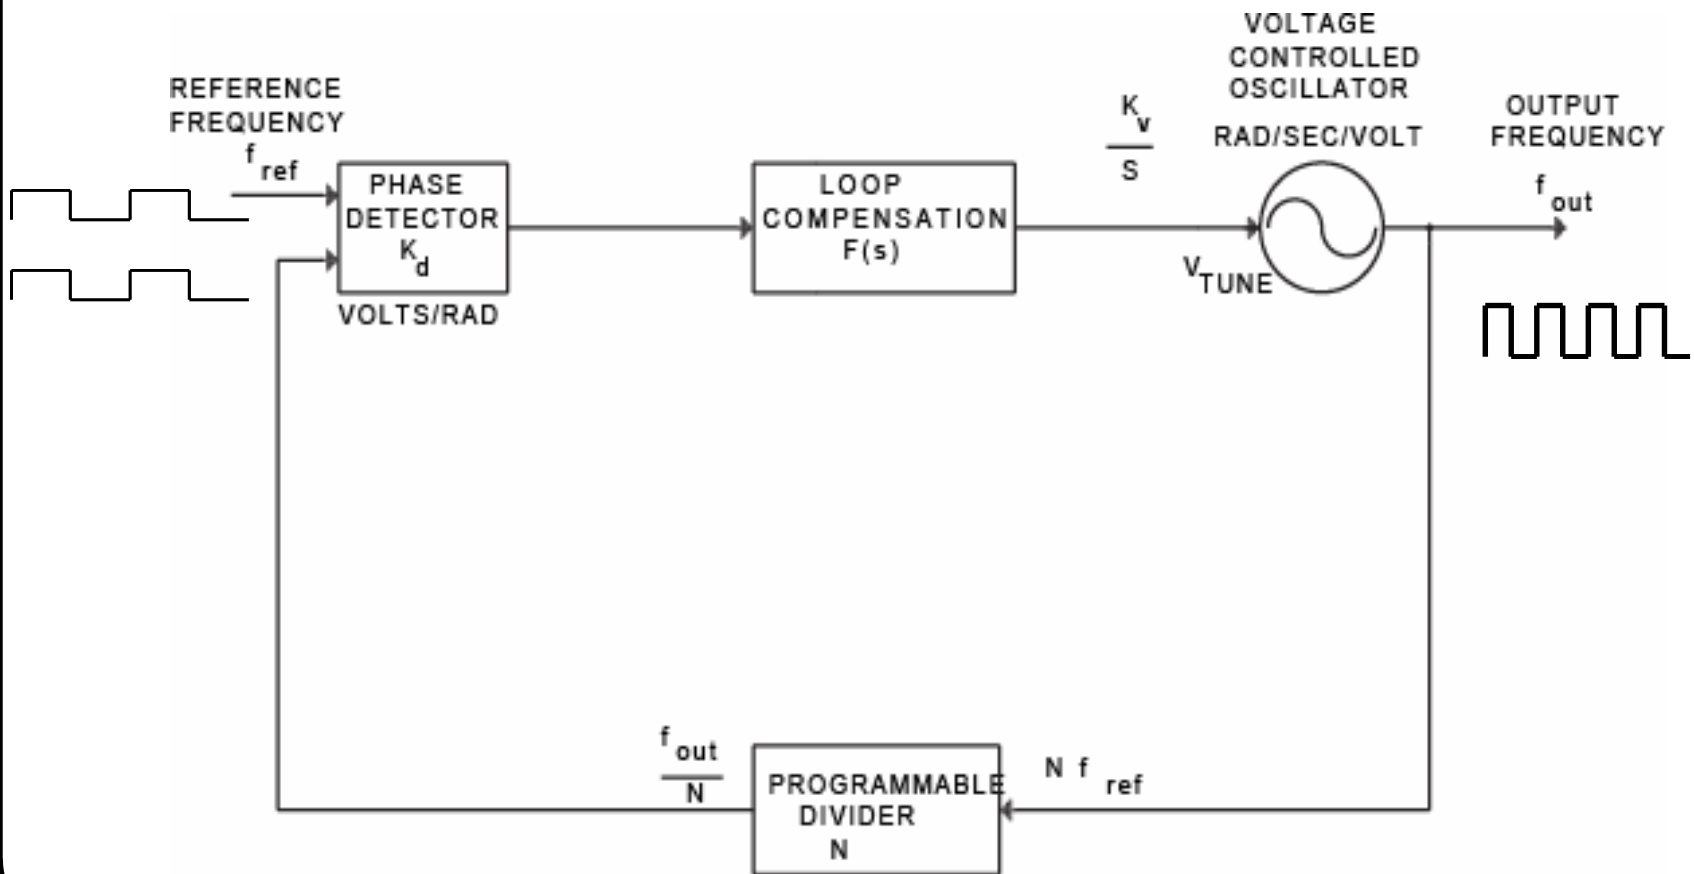 REFERENCE
FREQUENCY
f ref
PHASE
DETECTOR
K d
VOLTS/RAD
LOOP
COMPENSATION
F(s)
K v
S
V TUNE
VOLTAGE
CONTROLLED
OSCILLATOR
RAD/SEC/VOLT
OUTPUT
FREQUENCY
f out
f out
N
PROGRAMMABLE
DIVIDER
N
N f ref